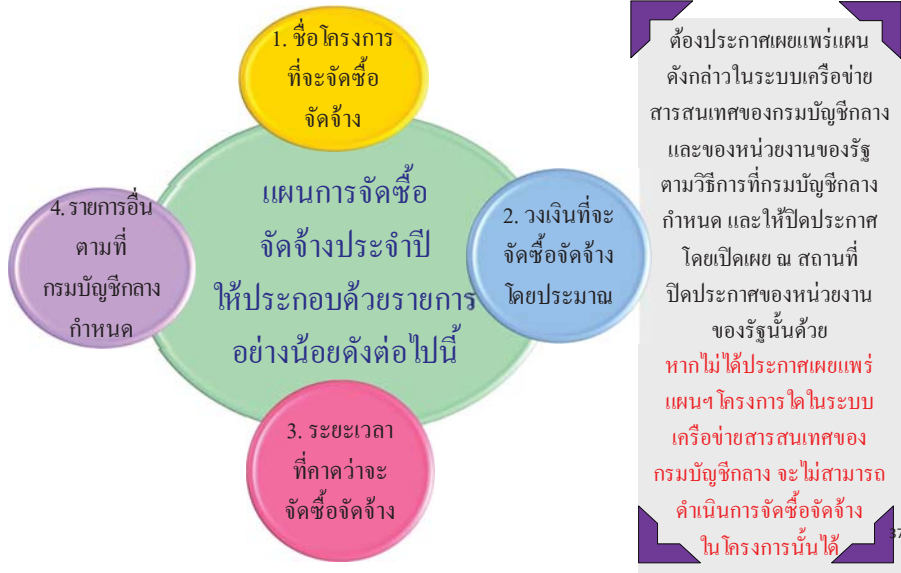 1. ชื่อโครงการ
ที่จะจัดซื้อ
จัดจ้าง
แผนการจัดซื้อ
จัดจ้างประจำปี
ให้ประกอบด้วยรายการ
อย่างน้อยดังต่อไปนี้
2. วงเงินที่จะ
จัดซื้อจัดจ้าง
โดยประมาณ
3. ระยะเวลา
ที่คาดว่าจะ
จัดซื้อจัดจ้าง
4. รายการอื่น
ตามที่
กรมบัญชีกลาง
กำหนด
ต้องประกาศเผยแพร่แผน
ดังกล่าวในระบบเครือข่าย
สารสนเทศของกรมบัญชีกลาง
และของหน่วยงานของรัฐ
ตามวิธีการที่กรมบัญชีกลาง
กำหนด และให้ปิดประกาศ
โดยเปิดเผย ณ สถานที่
ปิดประกาศของหน่วยงาน
ของรัฐนั้นด้วย
หากไม่ได้ประกาศเผยแพร่
แผนฯ โครงการใดในระบบ
เครือข่ายสารสนเทศของ
กรมบัญชีกลาง จะไม่สามารถ
ดำเนินการจัดซื้อจัดจ้าง
ในโครงการนั้นได้
37